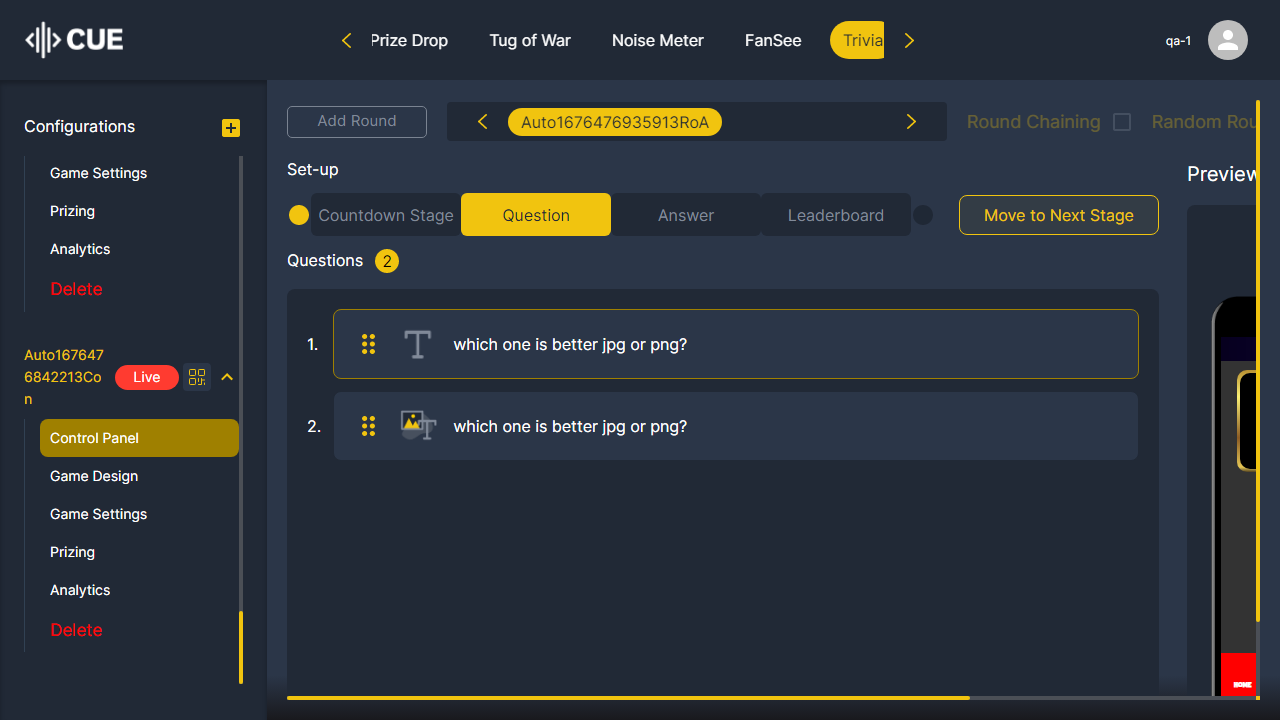 CUE
Prize Drop
Tug of War
Noise Meter
FanSee
Trivia
qa-1
Configurations
Game Settings
Prizing
Analytics
Delete
Auto167647
6842213Co
n
Live
Control Panel
Game Design
Game Settings
Prizing
Analytics
Delete
Add Round
Auto1676476935913RoA
Round Chaining
Random Rou
Set-up
Countdown Stage
Question
Answer
Leaderboard
Move to Next Stage
Preview
Questions 2
1. which one is better jpg or png?
2. which one is better jpg or png?
HOME